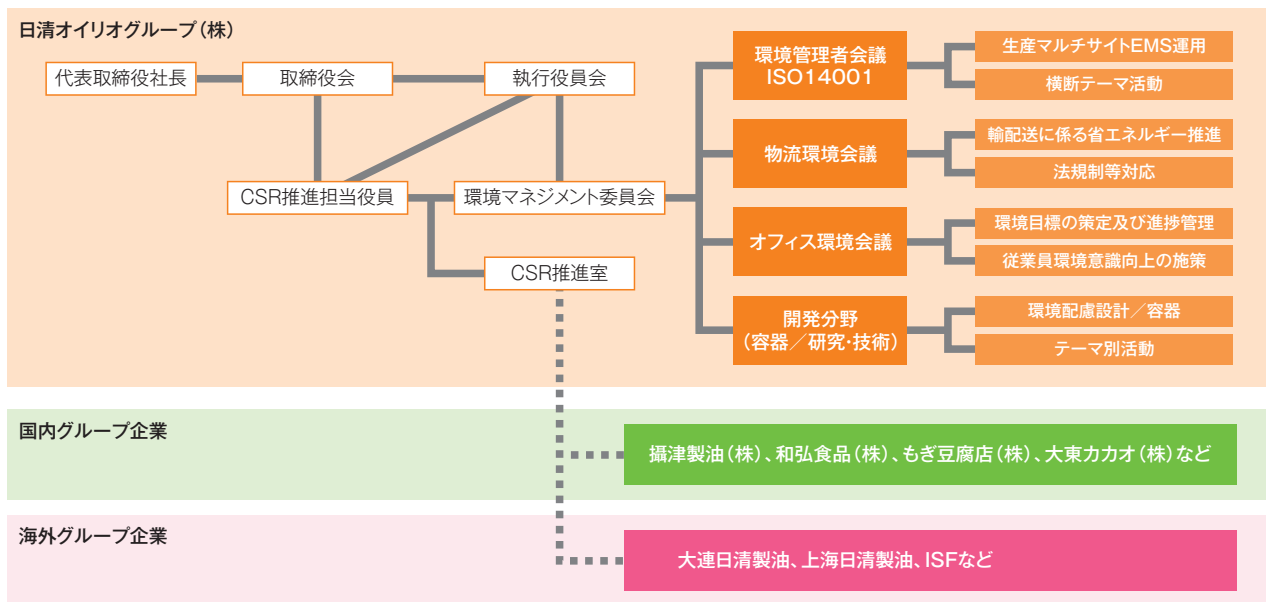 日清オイリオグループ（株）
代表取締役社長
取締役会
執行役員会
CSR推進担当役員
環境マネジメント委員会
CSR推進室
環境管理者会議
ISO14001
生産マルチサイトEMS運用
横断テーマ活動
物流環境会議
輸配送に係る省エネルギー推進
法規制等対応
オフィス環境会議
環境目標の策定及び進捗管理
従業員環境意識向上の施策
開発分野
（容器／研究・技術）
環境配慮設計／容器
テーマ別活動
国内グループ企業
攝津製油（株）、和弘食品（株）、もぎ豆腐店（株）、大東カカオ（株）など
海外グループ企業
大連日清製油、上海日清製油、ISFなど